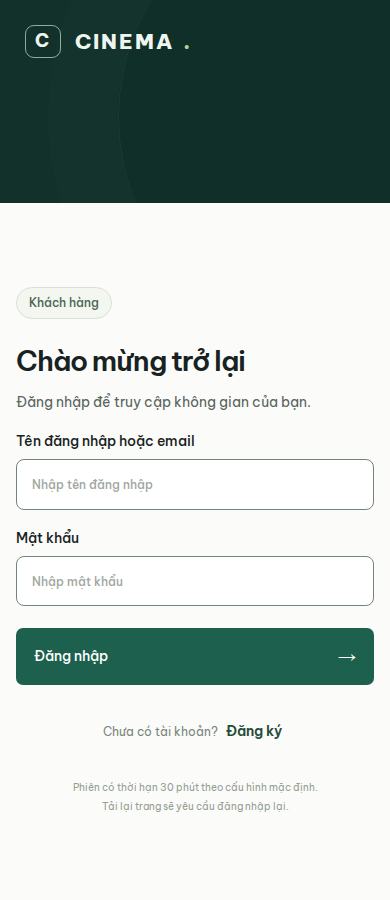 C CINEMA .
Khách hàng
Chào mừng trở lại
Đăng nhập để truy cập không gian của bạn.
Tên đăng nhập hoặc email
Nhập tên đăng nhập
Mật khẩu
Nhập mật khẩu
Đăng nhập →
Chưa có tài khoản? Đăng ký
Phiên có thời hạn 30 phút theo cấu hình mặc định.
Tải lại trang sẽ yêu cầu đăng nhập lại.